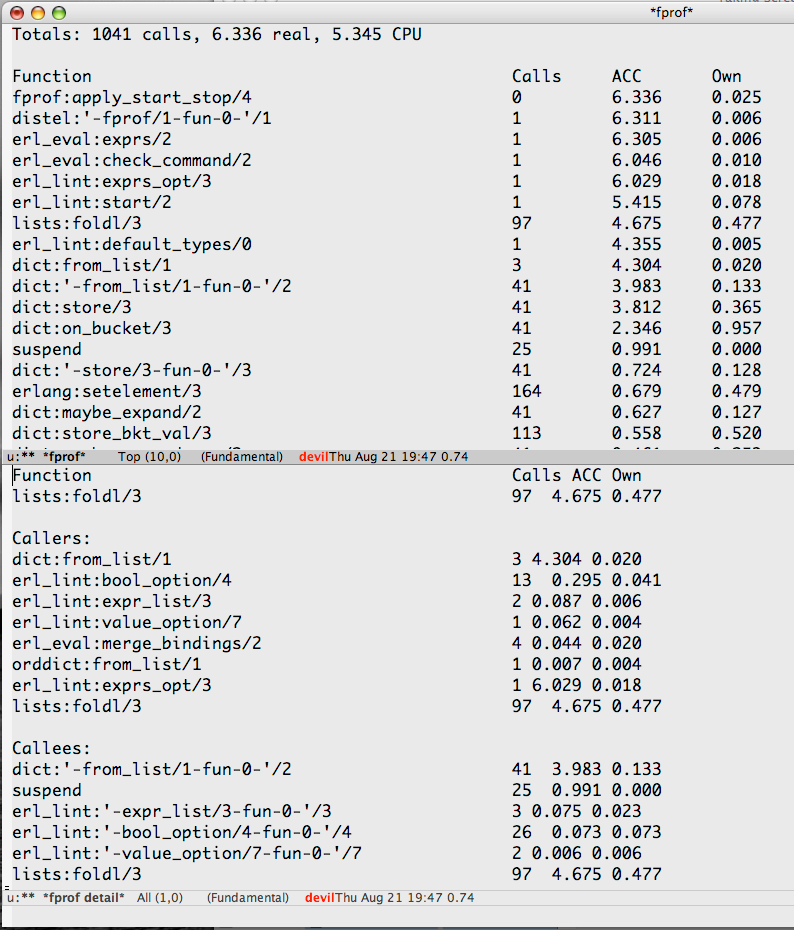 *fprof*
Totals: 1041 calls, 6.336 real, 5.345 CPU
Function Calls ACC Own
fprof:apply_start_stop/4 0 6.336 0.025
distel:'-fprof/1-fun-0-'/1 1 6.311 0.006
erl_eval:exprs/2 1 6.305 0.006
erl_eval:check_command/2 1 6.046 0.010
erl_lint:exprs_opt/3 1 6.029 0.018
erl_lint:start/2 1 5.415 0.078
lists:foldl/3 97 4.675 0.477
erl_lint:default_types/0 1 4.355 0.005
dict:from_list/1 3 4.304 0.020
dict:'-from_list/1-fun-0-'/2 41 3.983 0.133
dict:store/3 41 3.812 0.365
dict:on_bucket/3 41 2.346 0.957
suspend 25 0.991 0.000
dict:'-store/3-fun-0-'/3 41 0.724 0.128
erlang:setelement/3 164 0.679 0.479
dict:maybe_expand/2 41 0.627 0.127
dict:store_bkt_val/3 113 0.558 0.520
u:** *fprof* Top (10,0) (Fundamental) devilThu Aug 21 19:47 0.74
Function Calls ACC Own
lists:foldl/3 97 4.675 0.477
Callers:
dict:from_list/1 3 4.304 0.020
erl_lint:bool_option/4 13 0.295 0.041
erl_lint:expr_list/3 2 0.087 0.006
erl_lint:value_option/7 1 0.062 0.004
erl_eval:merge_bindings/2 4 0.044 0.020
orddict:from_list/1 1 0.007 0.004
erl_lint:exprs_opt/3 1 6.029 0.018
lists:foldl/3 97 4.675 0.477
Callees:
dict:'-from_list/1-fun-0-'/2 41 3.983 0.133
suspend 25 0.991 0.000
erl_lint:'-expr_list/3-fun-0-'/3 3 0.075 0.023
erl_lint:'-bool_option/4-fun-0-'/4 26 0.073 0.073
erl_lint:'-value_option/7-fun-0-'/7 2 0.006 0.006
lists:foldl/3 97 4.675 0.477
u:** *fprof detail* All (1,0) (Fundamental) devilThu Aug 21 19:47 0.74